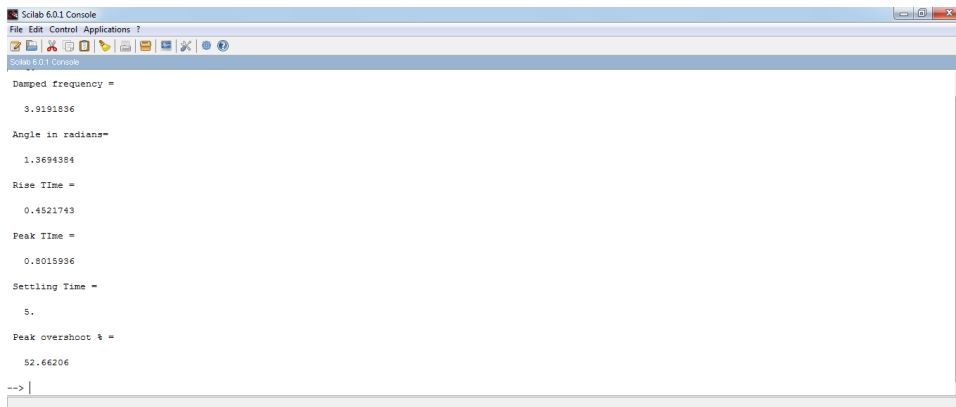 Scilab 6.0.1 Console
File Edit Control Applications ?
Scilab 6.0.1 Console
Damped frequency =
3.9191836
Angle in radians=
1.3694384
Rise TIme =
0.4521743
Peak TIme =
0.8015936
Settling Time =
5.
Peak overshoot % =
52.66206
-->